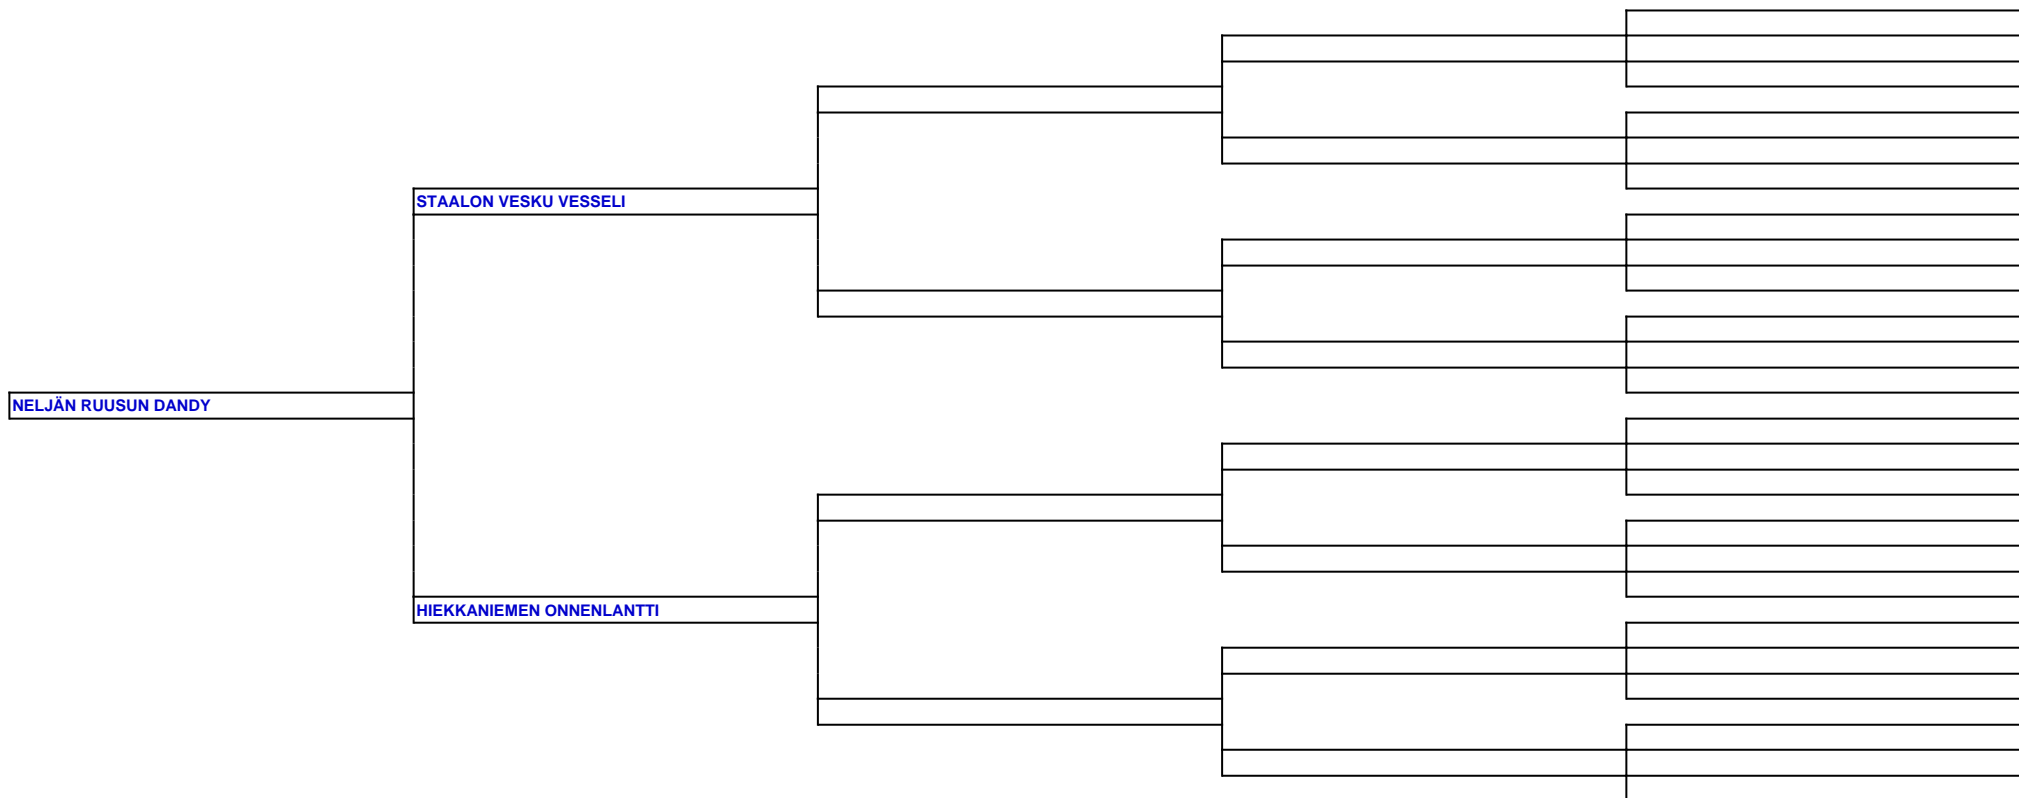 STAALON VESKU VESSELI
NELJÄN RUUSUN DANDY
HIEKKANIEMEN ONNENLANTTI